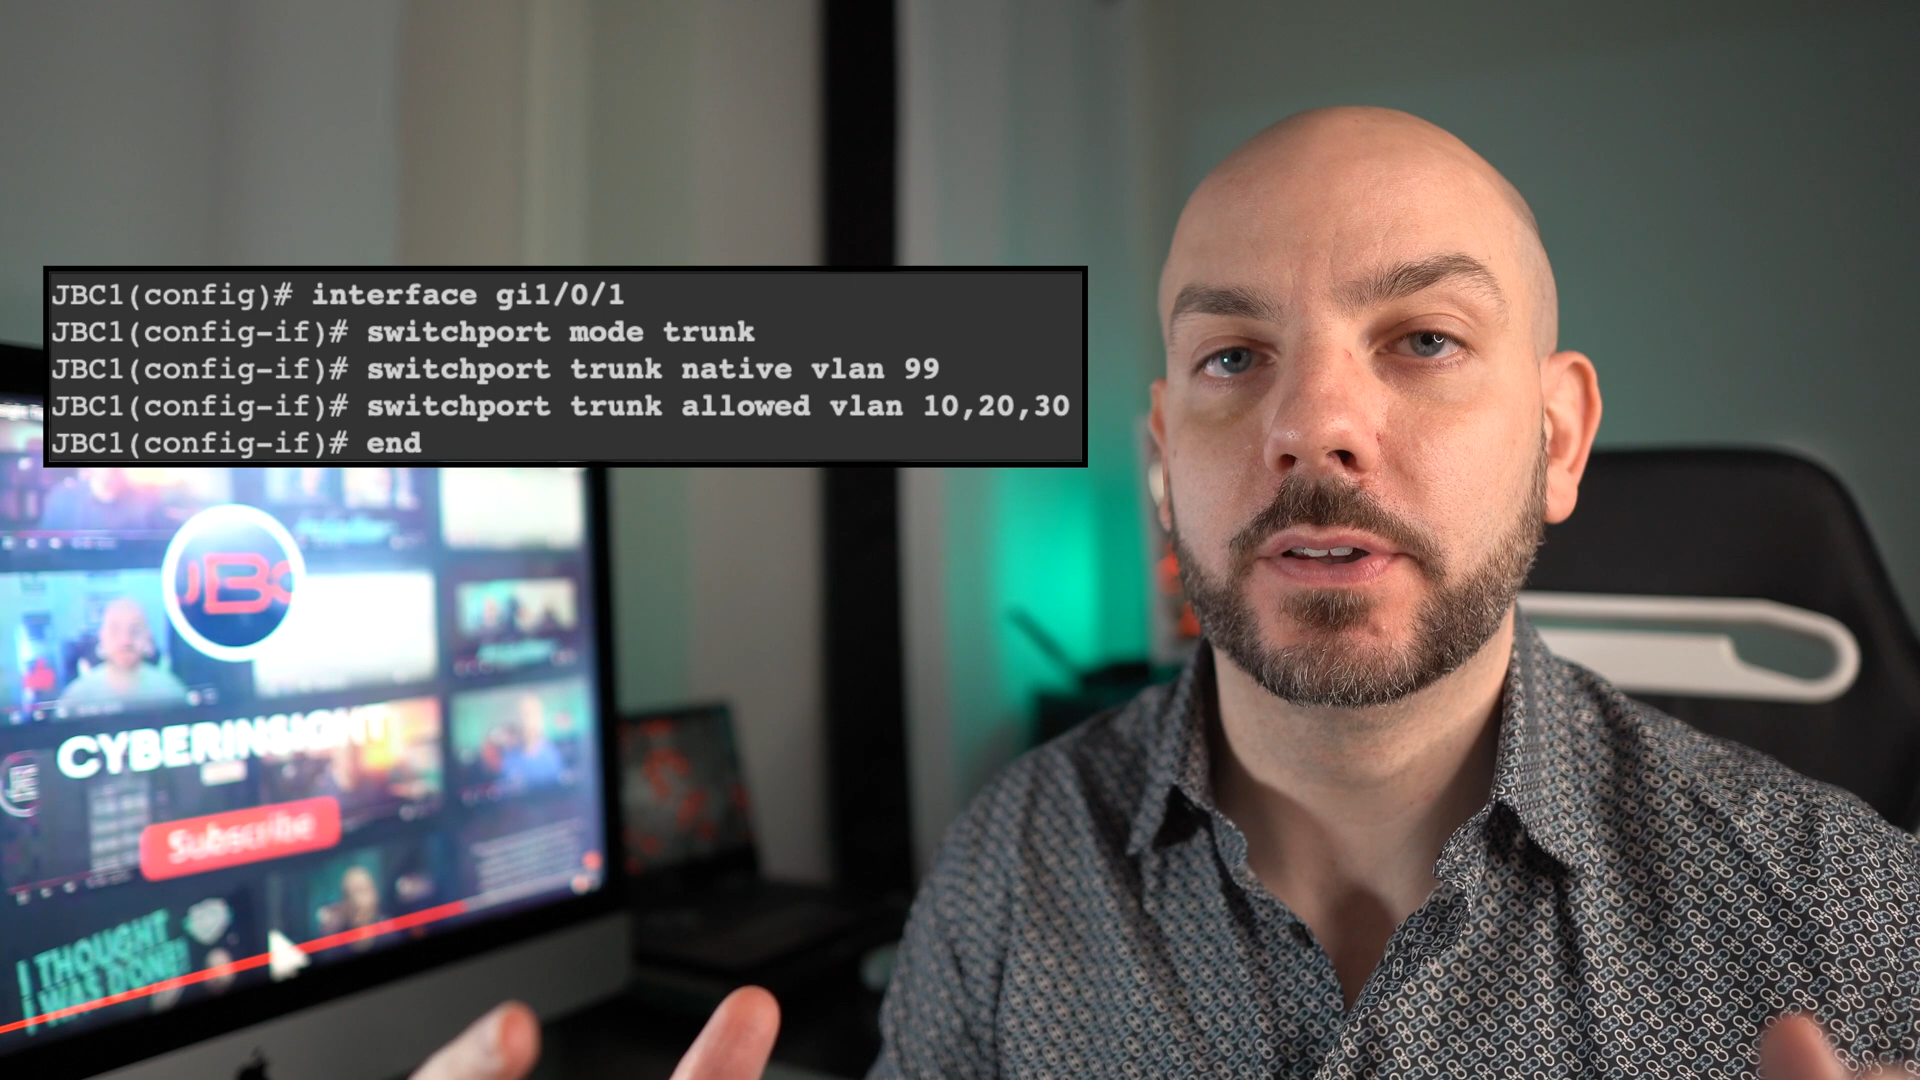 JBC1(config)# interface gi1/0/1
JBC1(config-if)# switchport mode trunk
JBC1(config-if)# switchport trunk native vlan 99
JBC1(config-if)# switchport trunk allowed vlan 10,20,30
JBC1(config-if)# end
JBC
CYBERINSIGHT
Subscribe
I THOUGHT
I WAS DONE!